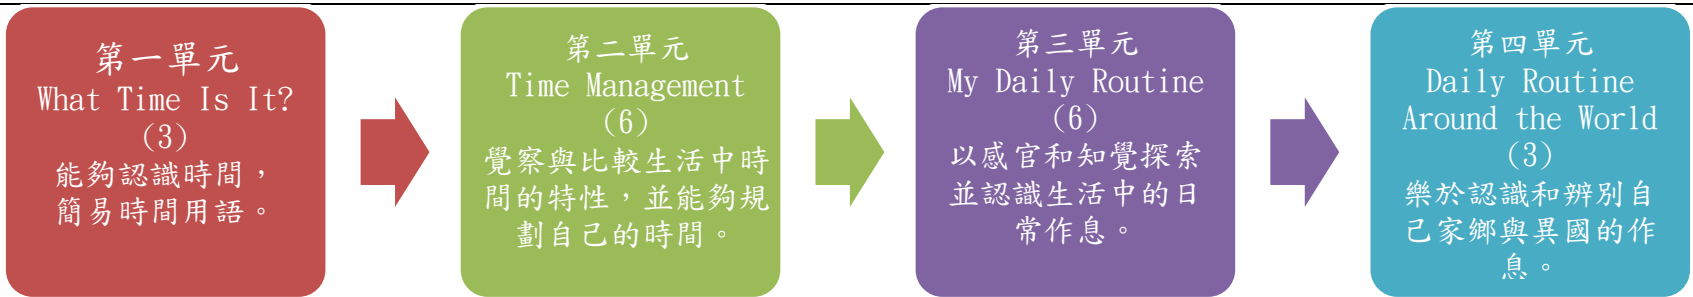 第一單元
What Time Is It?
(3)
能夠認識時間，
簡易時間用語。
第二單元
Time Management
(6)
覺察與比較生活中時
間的特性，並能夠規
劃自己的時間。
第三單元
My Daily Routine
(6)
以感官和知覺探索
並認識生活中的日
常作息。
第四單元
Daily Routine
Around the World
(3)
樂於認識和辨別自
己家鄉與異國的作
息。